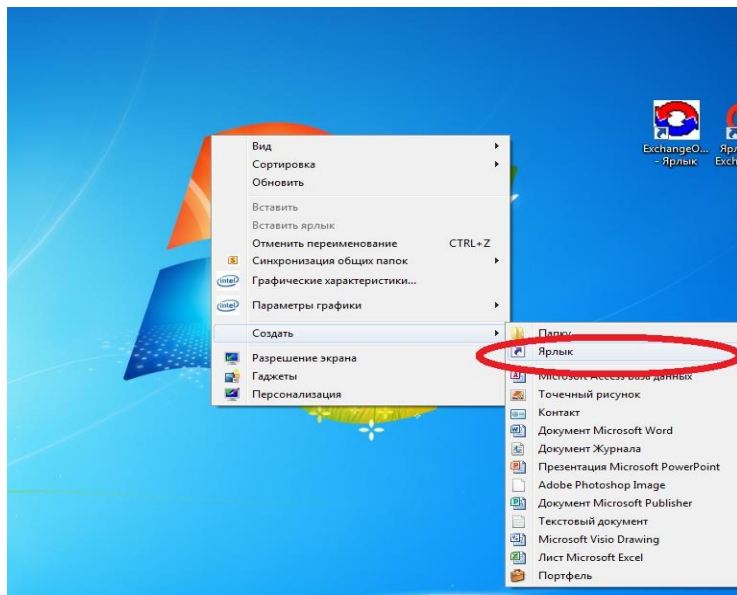 ExchangeO...
- Ярлык
Ярл
Exch
Вид
Сортировка
Обновить
Вставить
Вставить ярлык
Отменить переименование CTRL+Z
Синхронизация общих папок
Графические характеристики...
Параметры графики
Создать
Разрешение экрана
Гаджеты
Персонализация
Папку
Ярлык
Microsoft Access База данных
Точечный рисунок
Контакт
Документ Microsoft Word
Документ Журнала
Презентация Microsoft PowerPoint
Adobe Photoshop Image
Документ Microsoft Publisher
Текстовый документ
Microsoft Visio Drawing
Лист Microsoft Excel
Портфель